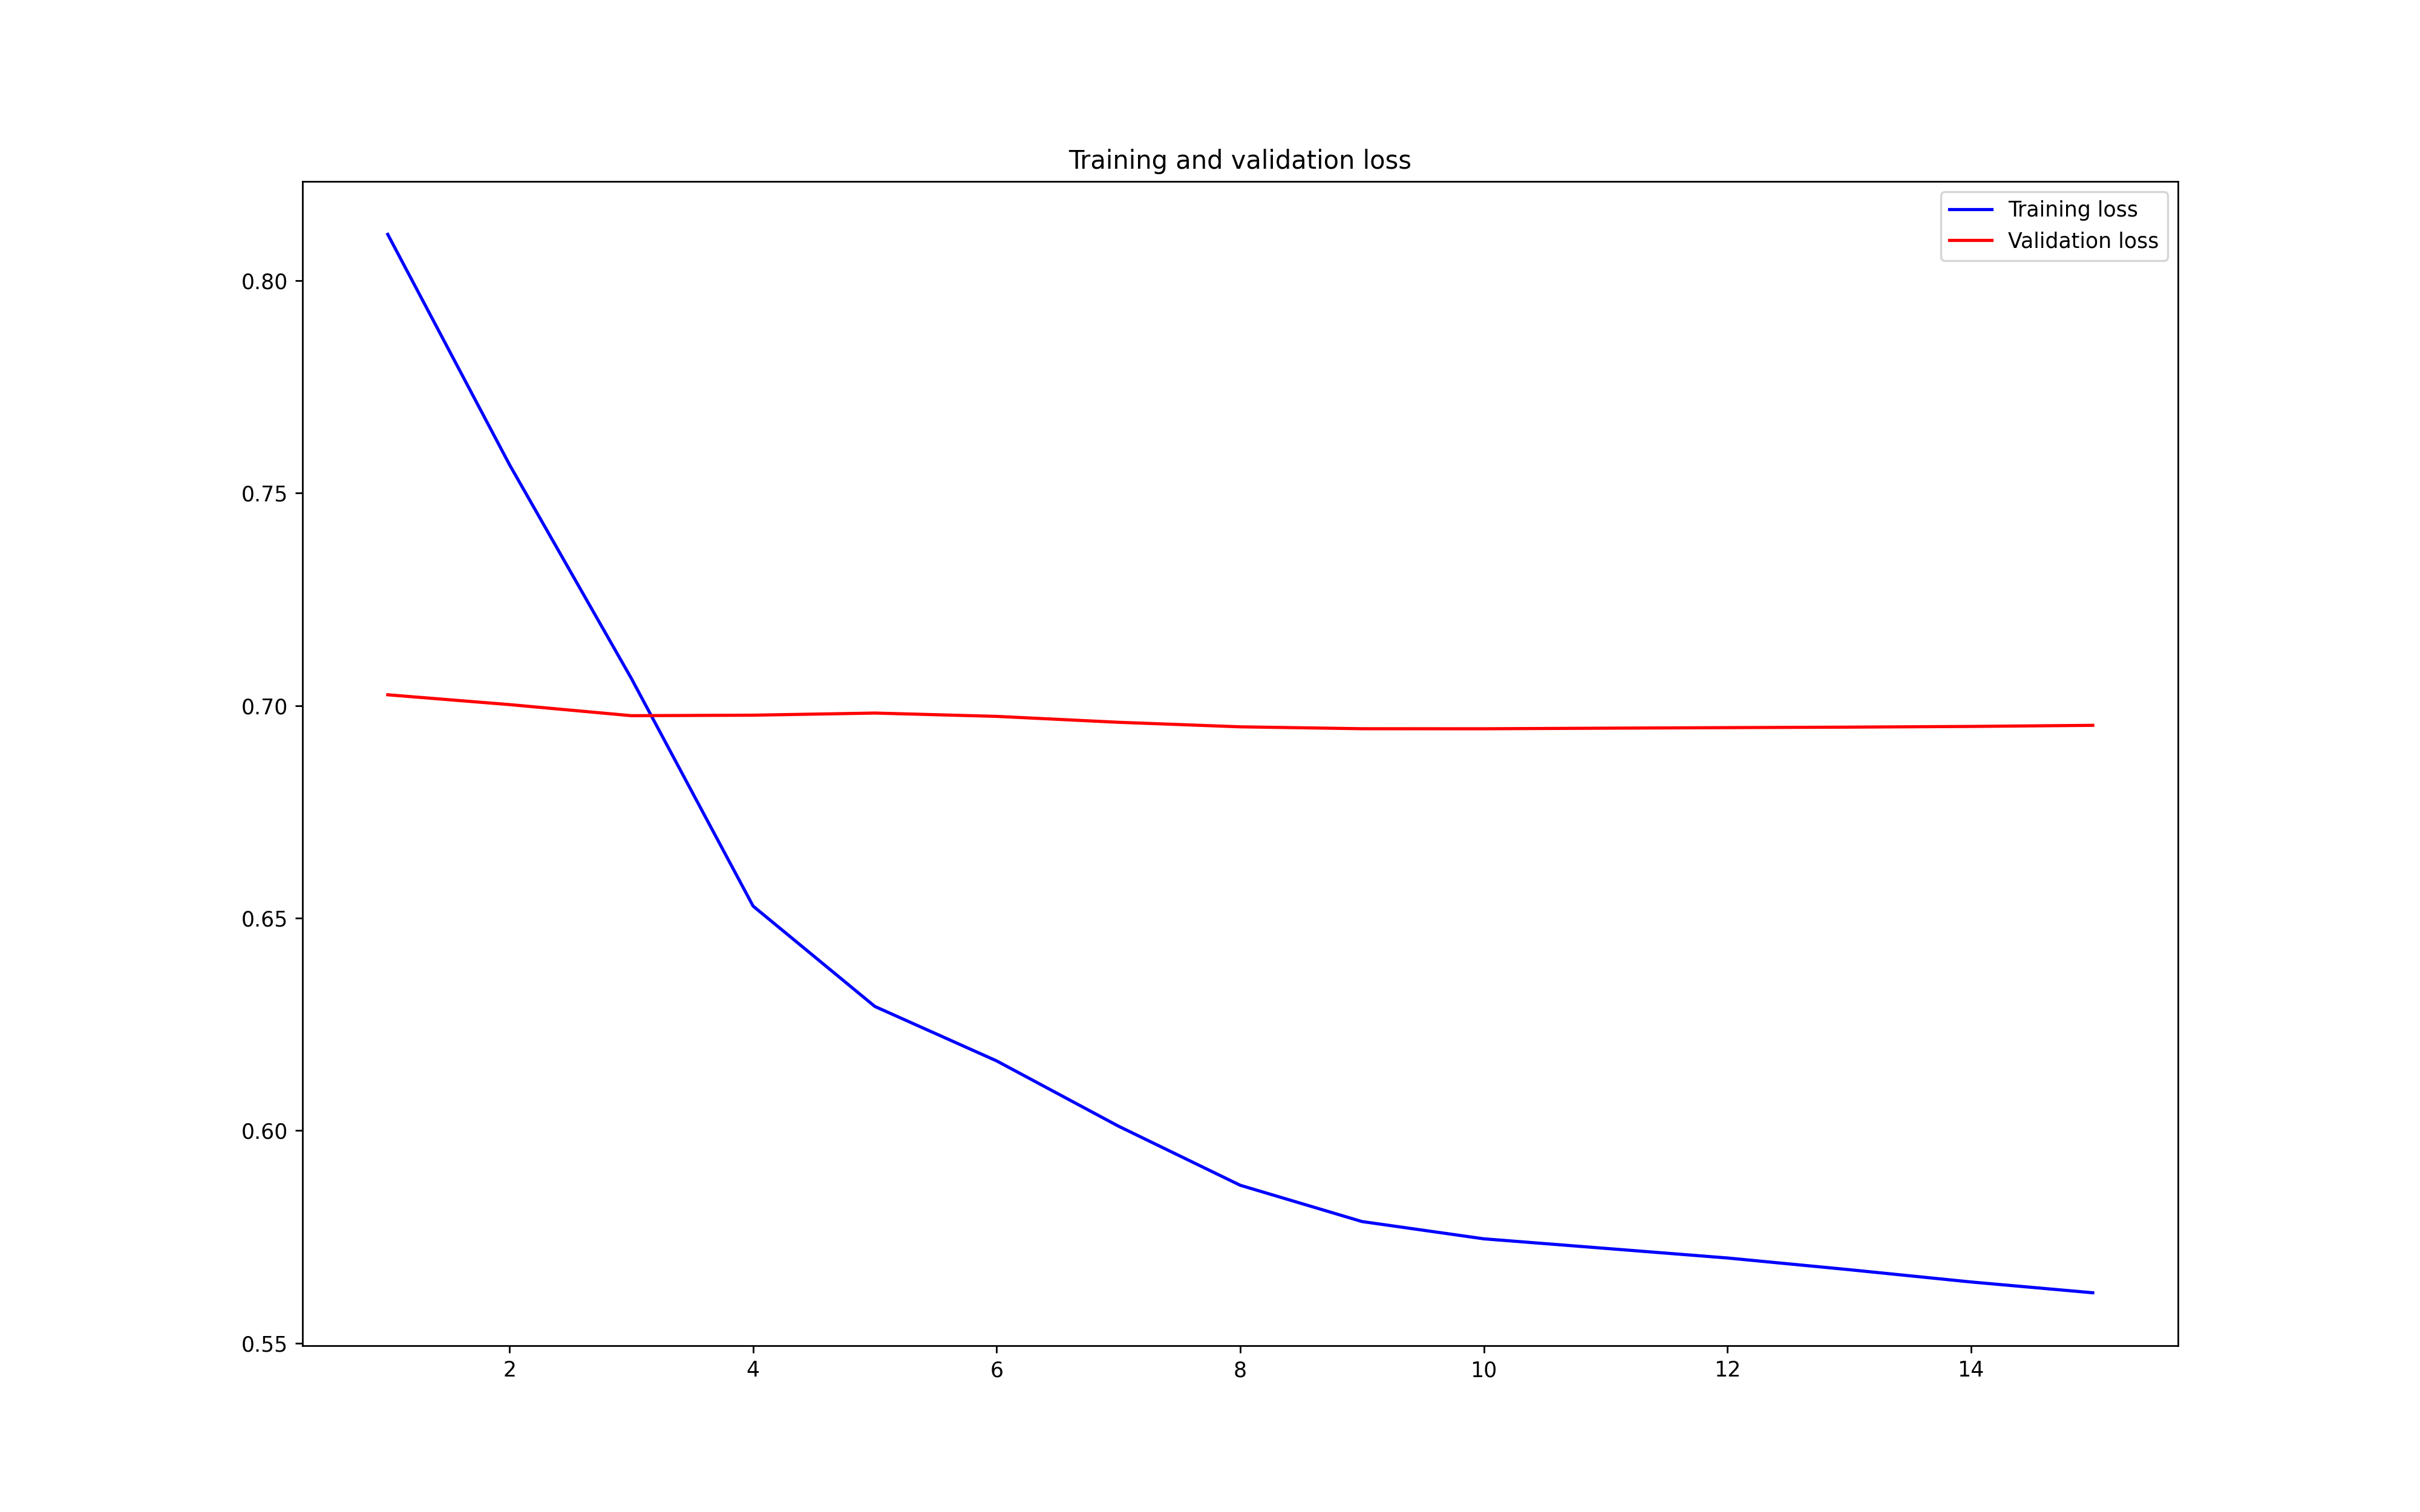 Training and validation loss
Training loss
Validation loss
0.80
0.75
0.70
0.65
0.60
0.55
2 4 6 8 10 12 14